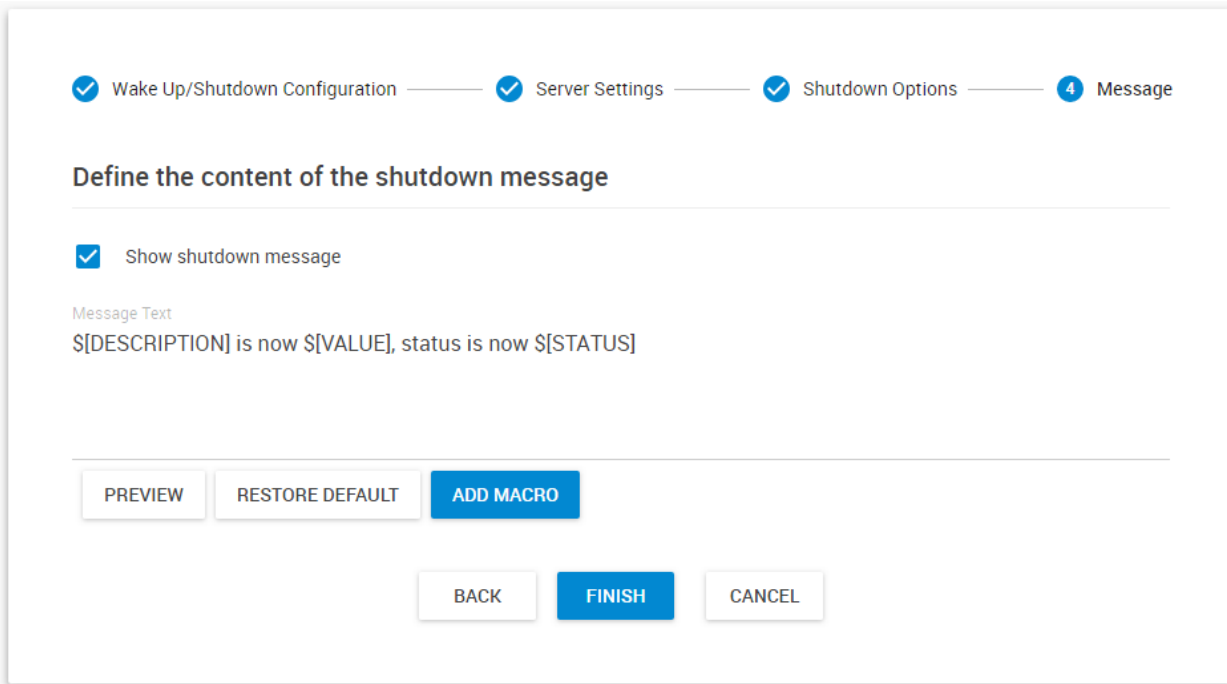 Wake Up/Shutdown Configuration Server Settings Shutdown Options 4 Message
Define the content of the shutdown message
Show shutdown message
Message Text
$[DESCRIPTION] is now $[VALUE], status is now $[STATUS]
PREVIEW RESTORE DEFAULT ADD MACRO
BACK FINISH CANCEL